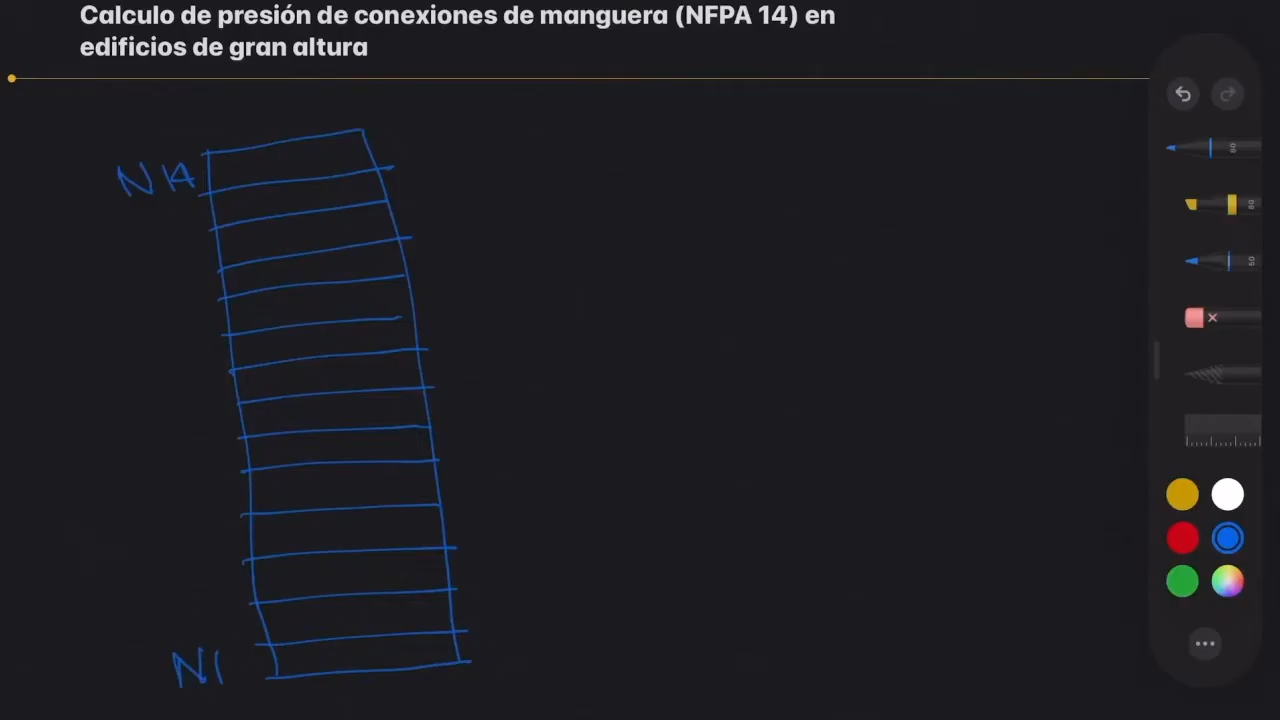 Calculo de presión de conexiones de manguera (NFPA 14) en
edificios de gran altura
N14
N1